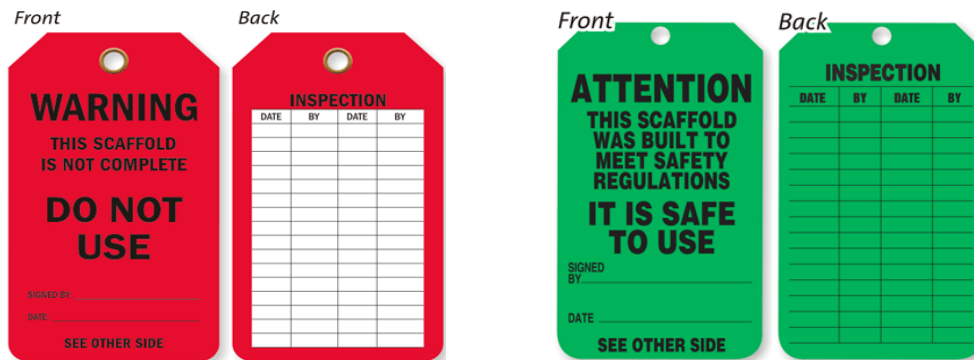 Front
WARNING
THIS SCAFFOLD
IS NOT COMPLETE
DO NOT
USE
SIGNED BY:
DATE
SEE OTHER SIDE
Back
INSPECTION
DATE BY DATE BY
Front
ATTENTION
THIS SCAFFOLD
WAS BUILT TO
MEET SAFETY
REGULATIONS
IT IS SAFE
TO USE
SIGNED
BY
DATE
SEE OTHER SIDE
Back
INSPECTION
DATE BY DATE BY